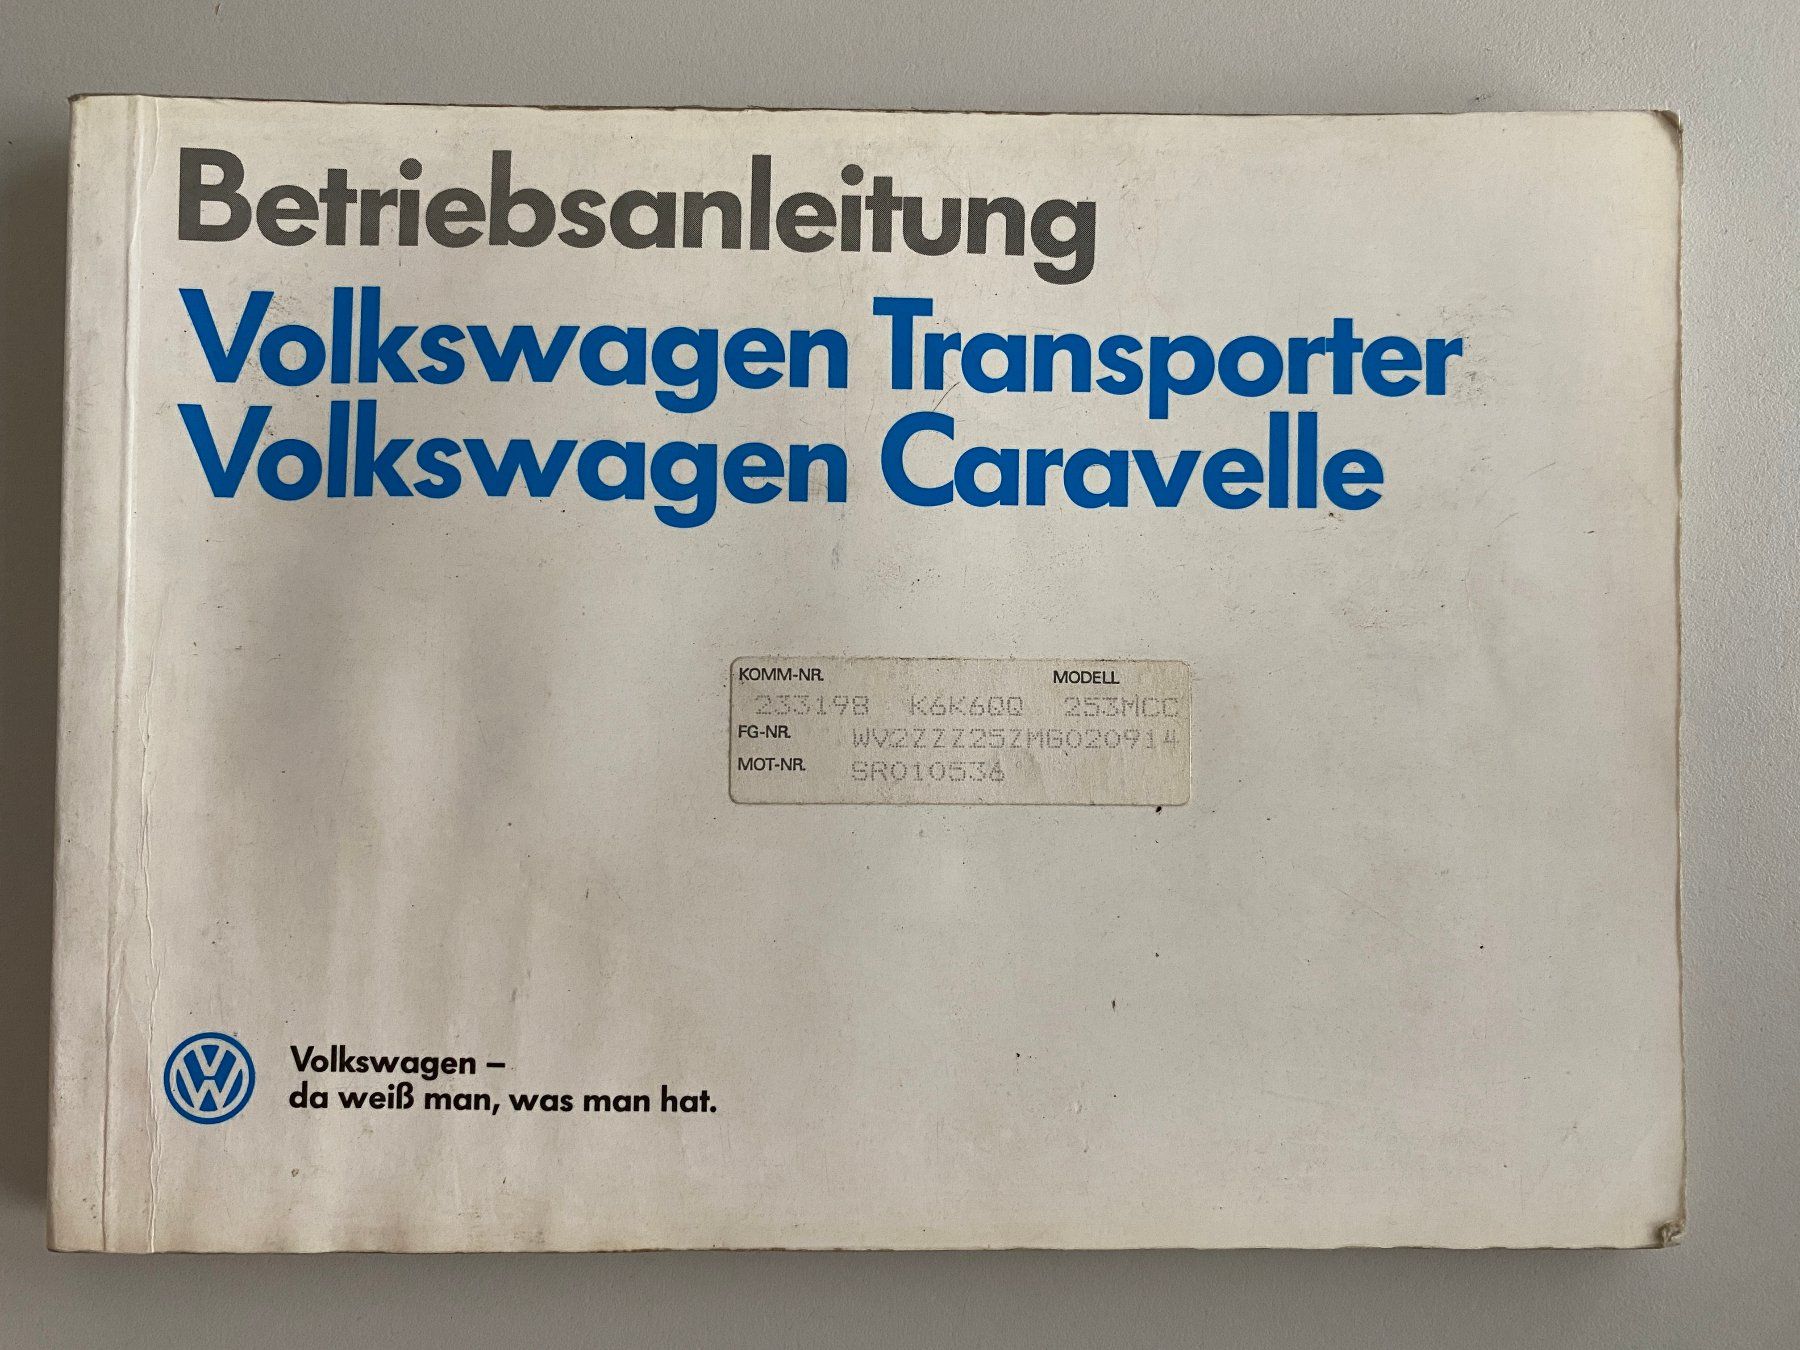 Betriebsanleitung
Volkswagen Transporter
Volkswagen Caravelle
KOMM-NR. MODELL
233198 K6K6QQ 253MCC
FG-NR. WV2ZZZ25ZMG020914
MOT-NR. SR010536
Volkswagen –
da weiß man, was man hat.